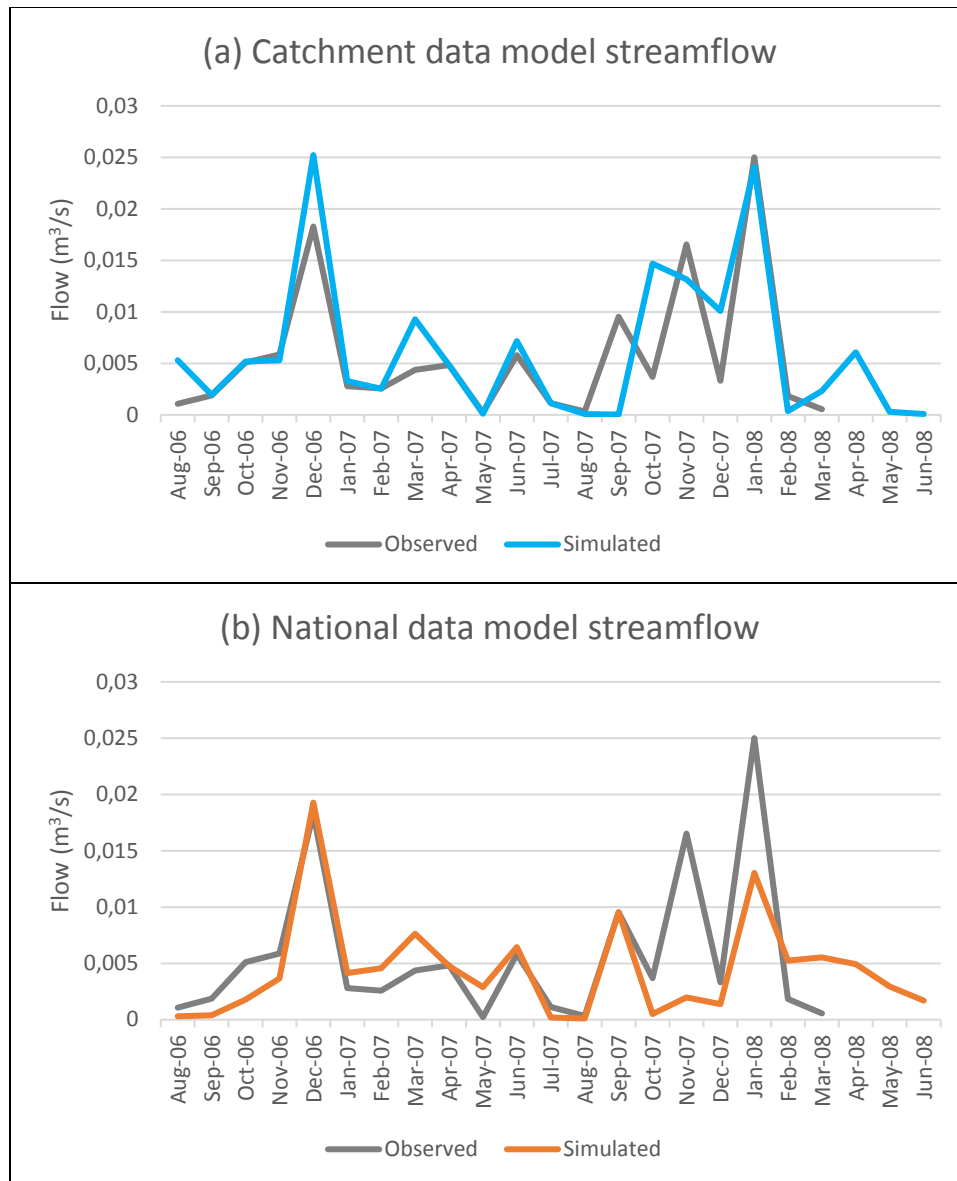 (a) Catchment data model streamflow
0,03
0,025
0,02
0,015
0,01
0,005
0
Flow (m³/s)
Aug-06
Sep-06
Oct-06
Nov-06
Dec-06
Jan-07
Feb-07
Mar-07
Apr-07
May-07
Jun-07
Jul-07
Aug-07
Sep-07
Oct-07
Nov-07
Dec-07
Jan-08
Feb-08
Mar-08
Apr-08
May-08
Jun-08
Observed Simulated
(b) National data model streamflow
0,03
0,025
0,02
0,015
0,01
0,005
0
Flow (m³/s)
Aug-06
Sep-06
Oct-06
Nov-06
Dec-06
Jan-07
Feb-07
Mar-07
Apr-07
May-07
Jun-07
Jul-07
Aug-07
Sep-07
Oct-07
Nov-07
Dec-07
Jan-08
Feb-08
Mar-08
Apr-08
May-08
Jun-08
Observed Simulated